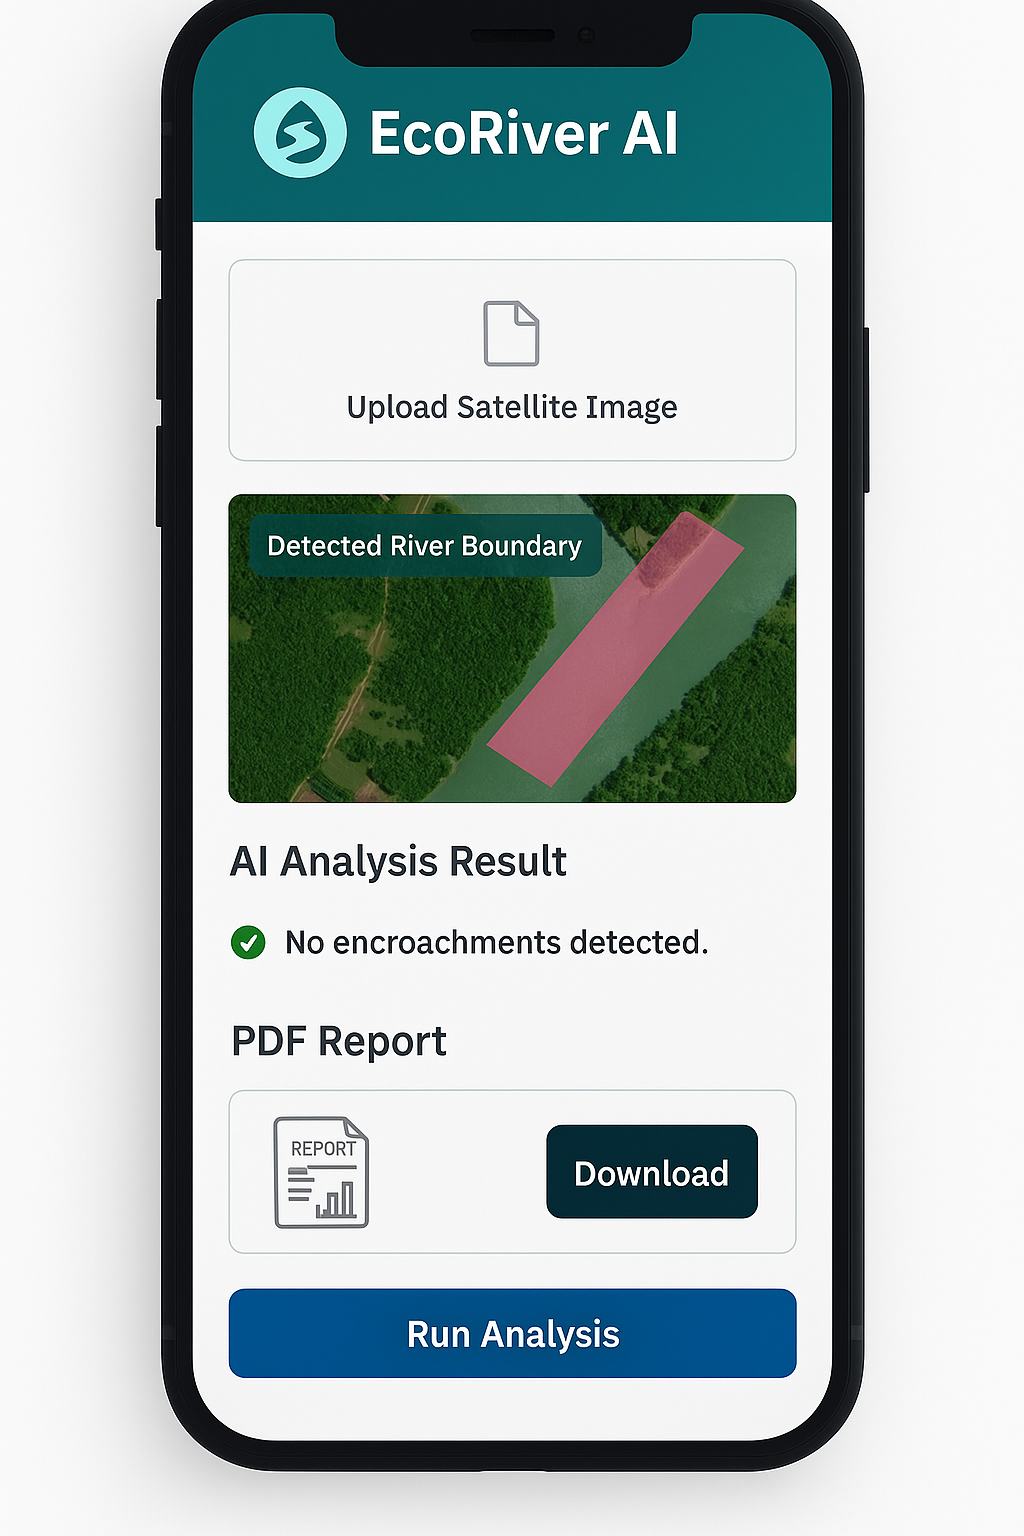 EcoRiver AI
Upload Satellite Image
Detected River Boundary
AI Analysis Result
No encroachments detected.
PDF Report
REPORT
Download
Run Analysis